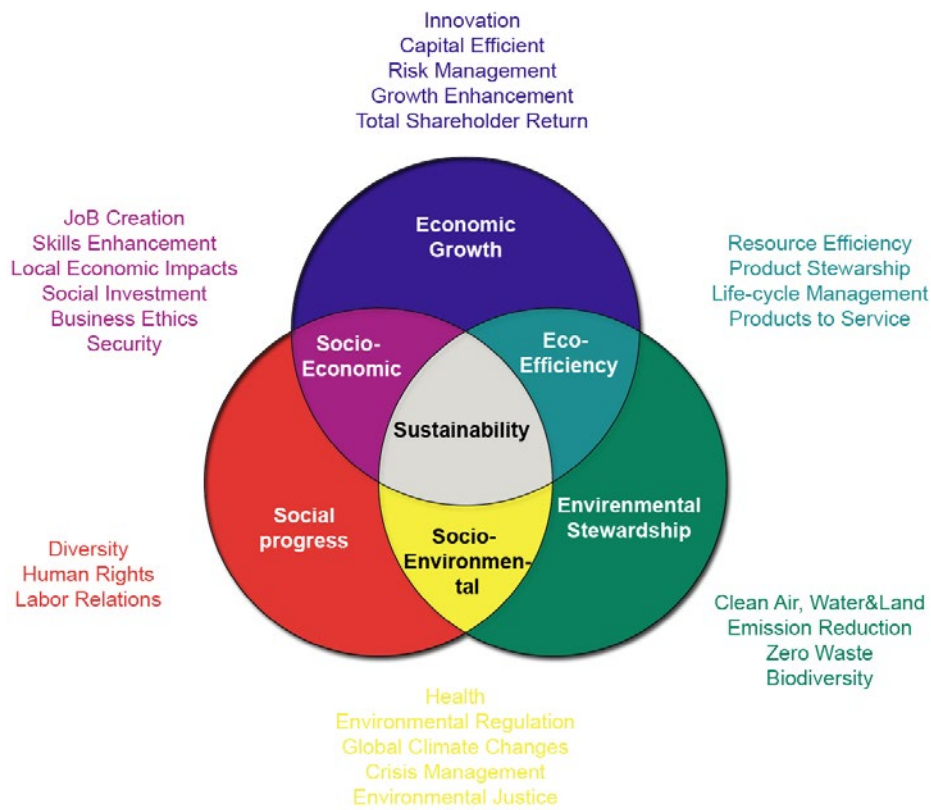 Innovation
Capital Efficient
Risk Management
Growth Enhancement
Total Shareholder Return
JoB Creation
Skills Enhancement
Local Economic Impacts
Social Investment
Business Ethics
Security
Economic
Growth
Resource Efficiency
Product Stewarship
Life-cycle Management
Products to Service
Socio-
Economic
Eco-
Efficiency
Sustainability
Social
progress
Socio-
Environmen-
tal
Envirenmental
Stewardship
Diversity
Human Rights
Labor Relations
Clean Air, Water&Land
Emission Reduction
Zero Waste
Biodiversity
Health
Environmental Regulation
Global Climate Changes
Crisis Management
Environmental Justice